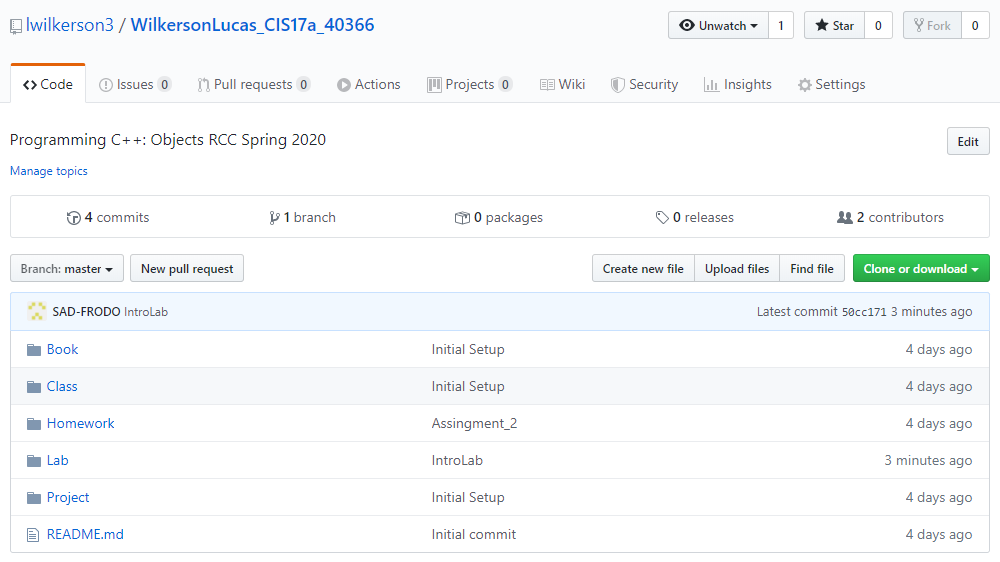 lwilkerson3 / WilkersonLucas_CIS17a_40366 Unwatch 1 Star 0 Fork 0
Code Issues 0 Pull requests 0 Actions Projects 0 Wiki Security Insights Settings
Programming C++: Objects RCC Spring 2020 Edit
Manage topics
4 commits 1 branch 0 packages 0 releases 2 contributors
Branch: master New pull request Create new file Upload files Find file Clone or download
SAD-FRODO IntroLab Latest commit 50cc171 3 minutes ago
Book Initial Setup 4 days ago
Class Initial Setup 4 days ago
Homework Assingment_2 4 days ago
Lab IntroLab 3 minutes ago
Project Initial Setup 4 days ago
README.md Initial commit 4 days ago